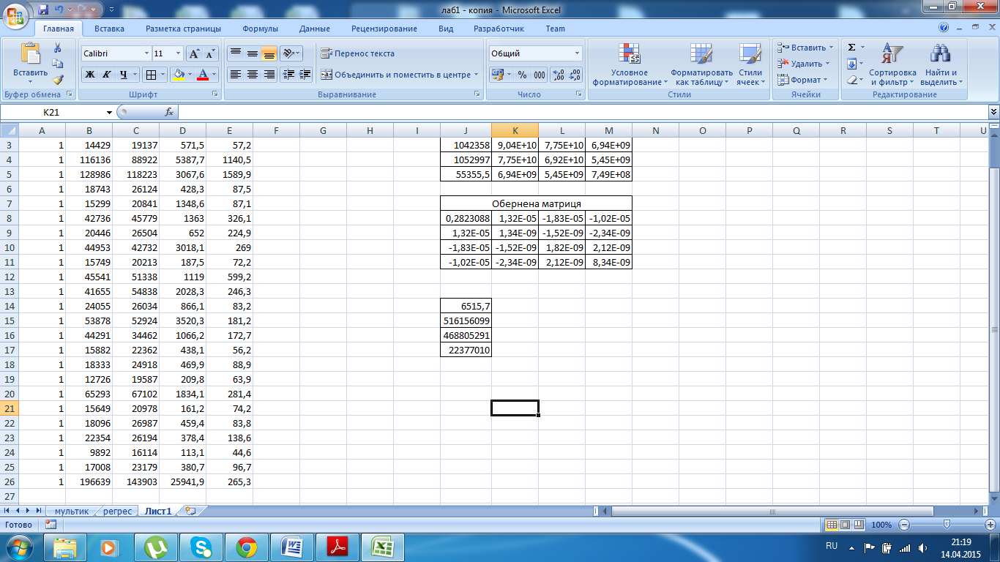 лаб1 - копия - Microsoft Excel
Главная Вставка Разметка страницы Формулы Данные Рецензирование Вид Разработчик Team
Вставить
Calibri 11
Ж К Ч
Перенос текста
Объединить и поместить в центре
Общий
% 000
Условное форматирование
Форматировать как таблицу
Стили ячеек
Вставить
Удалить
Формат
Σ
Сортировка и фильтр
Найти и выделить
Буфер обмена Шрифт Выравнивание Число Стили Ячейки Редактирование
K21 fx
A B C D E F G H I J K L M N O P Q R S T U
3 1 14429 19137 571,5 57,2 1042358 9,04E+10 7,75E+10 6,94E+09
4 1 116136 88922 5387,7 1140,5 1052997 7,75E+10 6,92E+10 5,45E+09
5 1 128986 118223 3067,6 1589,9 55355,5 6,94E+09 5,45E+09 7,49E+08
6 1 18743 26124 428,3 87,5
7 1 15299 20841 1348,6 87,1 Обернена матриця
8 1 42736 45779 1363 326,1 0,2823088 1,32E-05 -1,83E-05 -1,02E-05
9 1 20446 26504 652 224,9 1,32E-05 1,34E-09 -1,52E-09 -2,34E-09
10 1 44953 42732 3018,1 269 -1,83E-05 -1,52E-09 1,82E-09 2,12E-09
11 1 15749 20213 187,5 72,2 -1,02E-05 -2,34E-09 2,12E-09 8,34E-09
12 1 45541 51338 1119 599,2
13 1 41655 54838 2028,3 246,3
14 1 24055 26034 866,1 83,2 6515,7
15 1 53878 52924 3520,3 181,2 516156099
16 1 44291 34462 1066,2 172,7 468805291
17 1 15882 22362 438,1 56,2 22377010
18 1 18333 24918 469,9 88,9
19 1 12726 19587 209,8 63,9
20 1 65293 67102 1834,1 281,4
21 1 15649 20978 161,2 74,2
22 1 18096 26987 459,4 83,8
23 1 22354 26194 378,4 138,6
24 1 9892 16114 113,1 44,6
25 1 17008 23179 380,7 96,7
26 1 196639 143903 25941,9 265,3
27
мультик регрес Лист1
Готово 100%
RU 21:19
14.04.2015